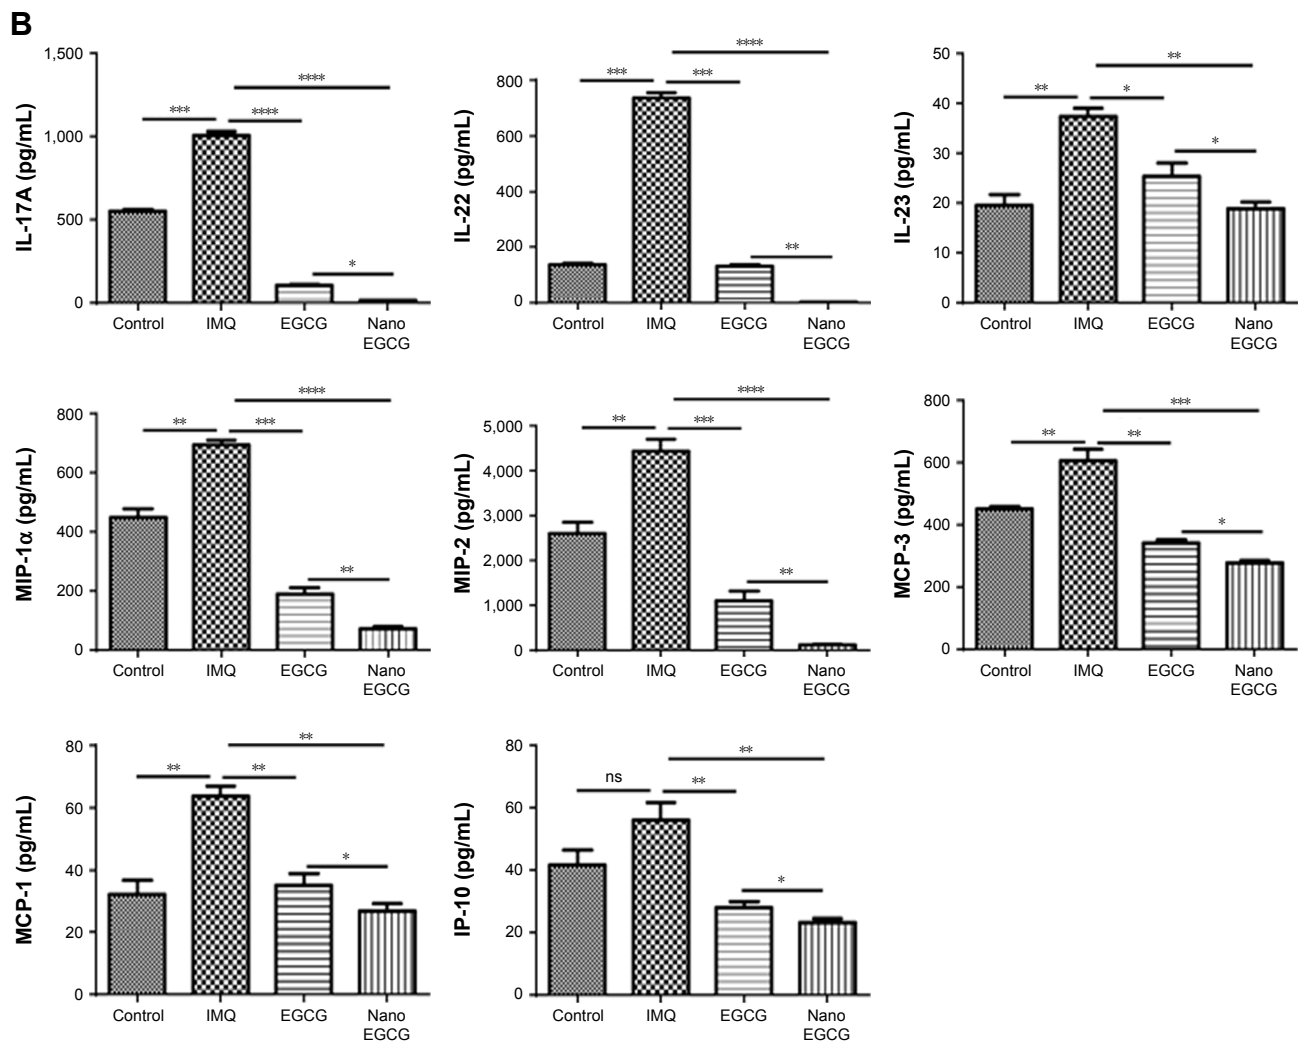 B
IL-17A (pg/mL)
1,500
1,000
500
0
***
****
****
*
Control
IMQ
EGCG
Nano
EGCG
IL-22 (pg/mL)
800
600
400
200
0
***
***
****
**
Control
IMQ
EGCG
Nano
EGCG
IL-23 (pg/mL)
50
40
30
20
10
0
**
*
**
*
Control
IMQ
EGCG
Nano
EGCG
MIP-1α (pg/mL)
800
600
400
200
0
**
***
****
**
Control
IMQ
EGCG
Nano
EGCG
MIP-2 (pg/mL)
5,000
4,000
3,000
2,000
1,000
0
**
***
****
**
Control
IMQ
EGCG
Nano
EGCG
MCP-3 (pg/mL)
800
600
400
200
0
**
**
***
*
Control
IMQ
EGCG
Nano
EGCG
MCP-1 (pg/mL)
80
60
40
20
0
**
**
**
*
Control
IMQ
EGCG
Nano
EGCG
IP-10 (pg/mL)
80
60
40
20
0
ns
**
**
*
Control
IMQ
EGCG
Nano
EGCG